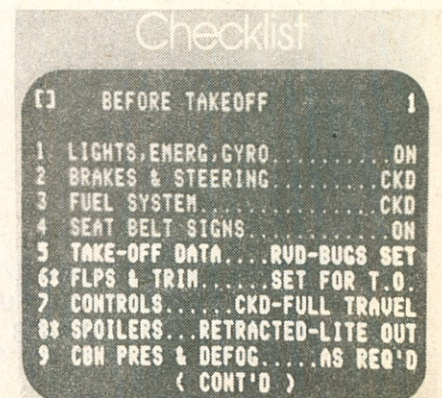 Checklist
[] BEFORE TAKEOFF 1
1 LIGHTS,EMERG,GYRO..........ON
2 BRAKES & STEERING.........CKD
3 FUEL SYSTEM...............CKD
4 SEAT BELT SIGNS............ON
5 TAKE-OFF DATA....RVD-BUGS SET
6* FLPS & TRIM......SET FOR T.O.
7 CONTROLS......CKD-FULL TRAVEL
8* SPOILERS...RETRACTED-LITE OUT
9 CBN PRES & DEFOG.....AS REQ'D
( CONT'D )